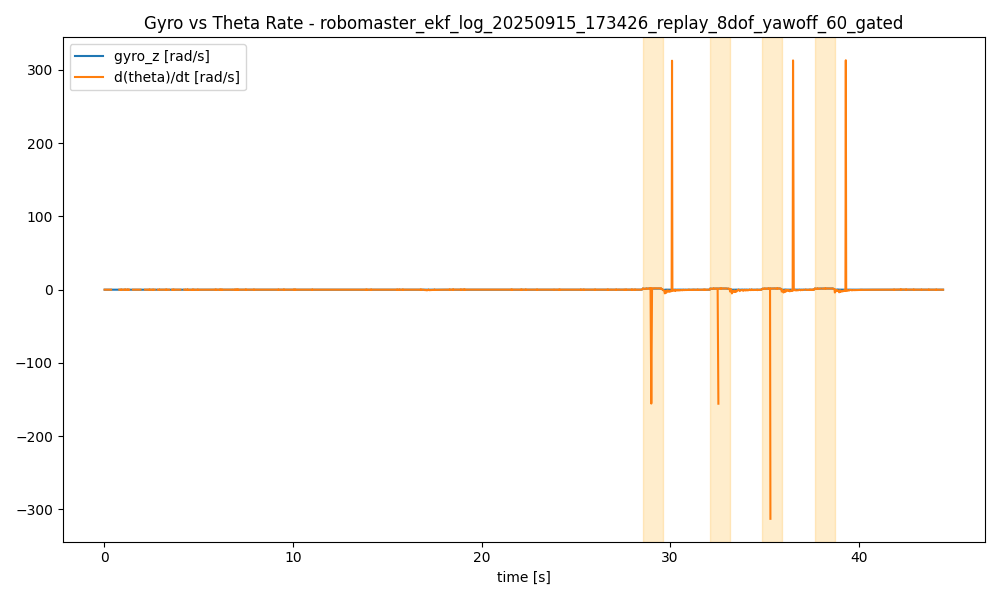 Gyro vs Theta Rate - robomaster_ekf_log_20250915_173426_replay_8dof_yawoff_60_gated
gyro_z [rad/s]
d(theta)/dt [rad/s]
300
200
100
0
−100
−200
−300
0 10 20 30 40
time [s]